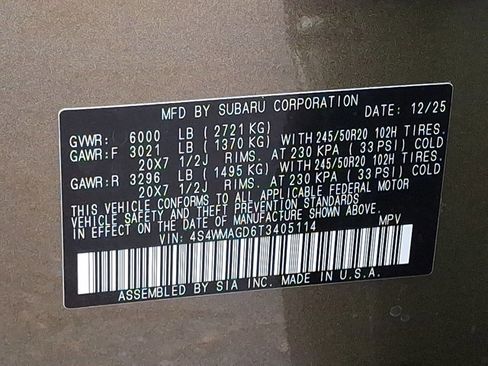 MFD BY SUBARU CORPORATION DATE: 12/25
GVWR: 6000 LB (2721 KG)
GAWR:F 3021 LB (1370 KG) WITH 245/50R20 102H TIRES.
20X7 1/2J RIMS. AT 230 KPA (33 PSI) COLD
GAWR:R 3296 LB (1495 KG) WITH 245/50R20 102H TIRES.
20X7 1/2J RIMS. AT 230 KPA (33 PSI) COLD
THIS VEHICLE CONFORMS TO ALL APPLICABLE FEDERAL MOTOR
VEHICLE SAFETY AND THEFT PREVENTION STANDARDS
IN EFFECT ON THE DATE OF MANUFACTURE SHOWN ABOVE.
VIN: 4S4WMAGD6T3405114 MPV
ASSEMBLED BY SIA INC. MADE IN U.S.A.